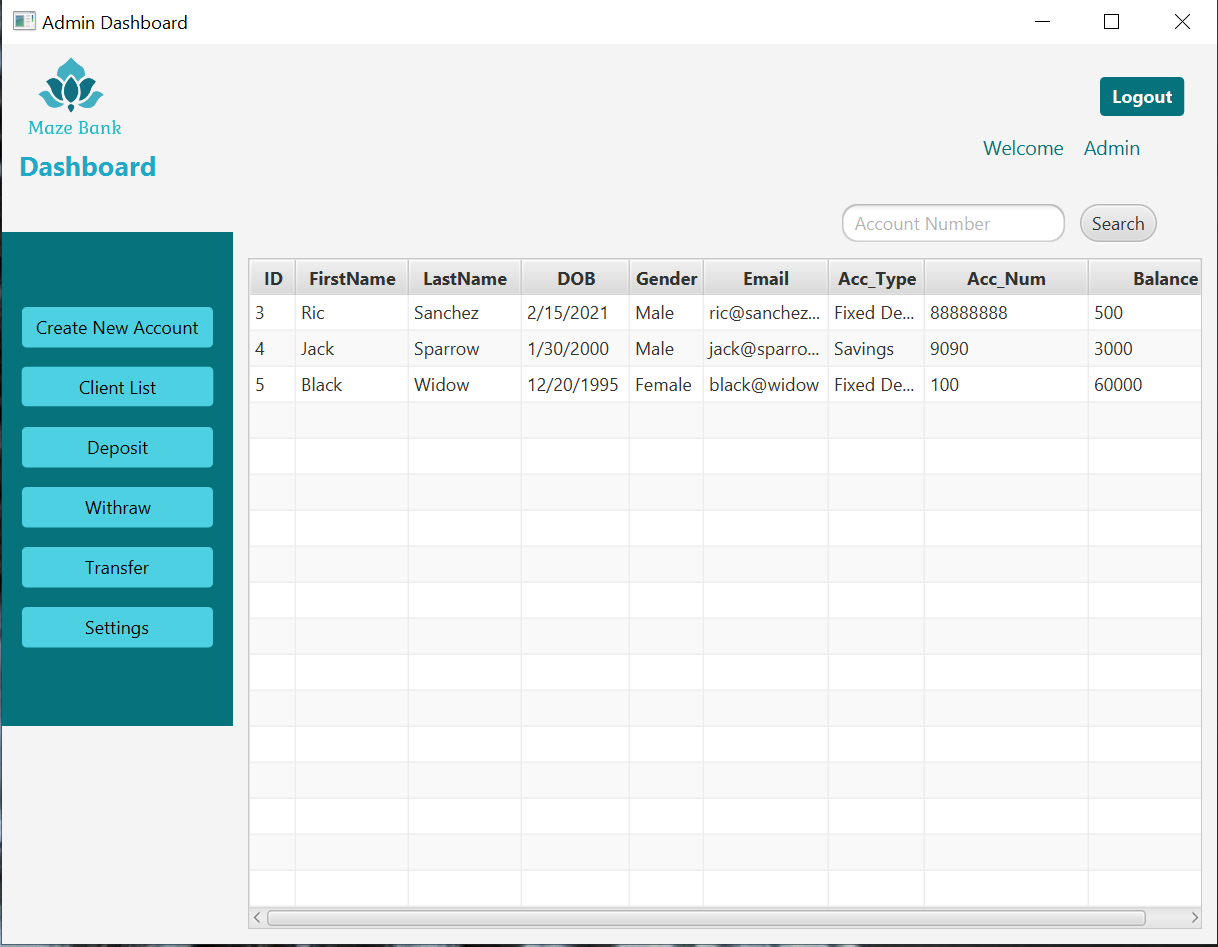 Admin Dashboard
Maze Bank
Dashboard
Logout
Welcome Admin
Account Number Search
Create New Account
Client List
Deposit
Withraw
Transfer
Settings
ID FirstName LastName DOB Gender Email Acc_Type Acc_Num Balance
3 Ric Sanchez 2/15/2021 Male ric@sanchez... Fixed De... 88888888 500
4 Jack Sparrow 1/30/2000 Male jack@sparro... Savings 9090 3000
5 Black Widow 12/20/1995 Female black@widow Fixed De... 100 60000